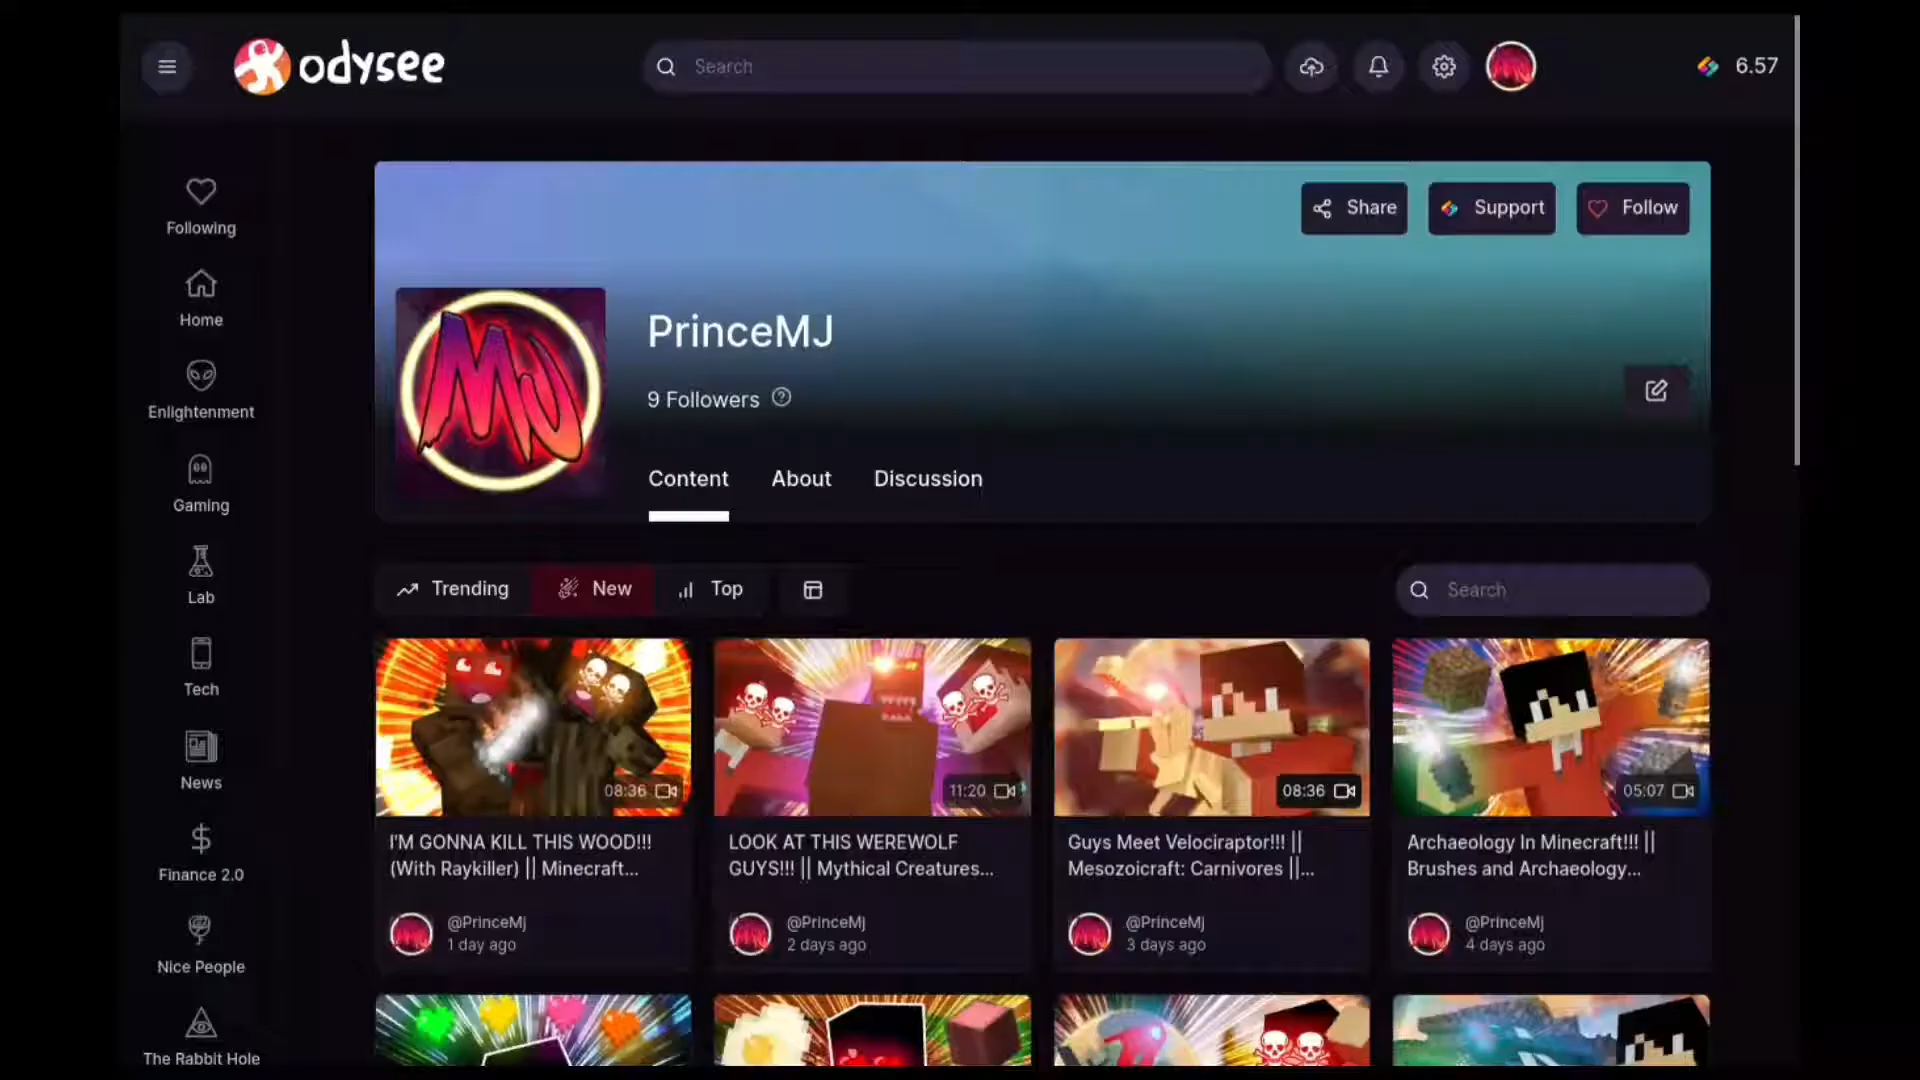 odysee
Search
6.57
Following
Home
Enlightenment
Gaming
Lab
Tech
News
Finance 2.0
Nice People
The Rabbit Hole
Share
Support
Follow
MJ
PrinceMJ
9 Followers
Content
About
Discussion
Trending
New
Top
Search
08:36
I'M GONNA KILL THIS WOOD!!!
(With Raykiller) || Minecraft...
@PrinceMj
1 day ago
11:20
LOOK AT THIS WEREWOLF
GUYS!!! || Mythical Creatures...
@PrinceMj
2 days ago
08:36
Guys Meet Velociraptor!!! ||
Mesozoicraft: Carnivores ||...
@PrinceMj
3 days ago
05:07
Archaeology In Minecraft!!! ||
Brushes and Archaeology...
@PrinceMj
4 days ago